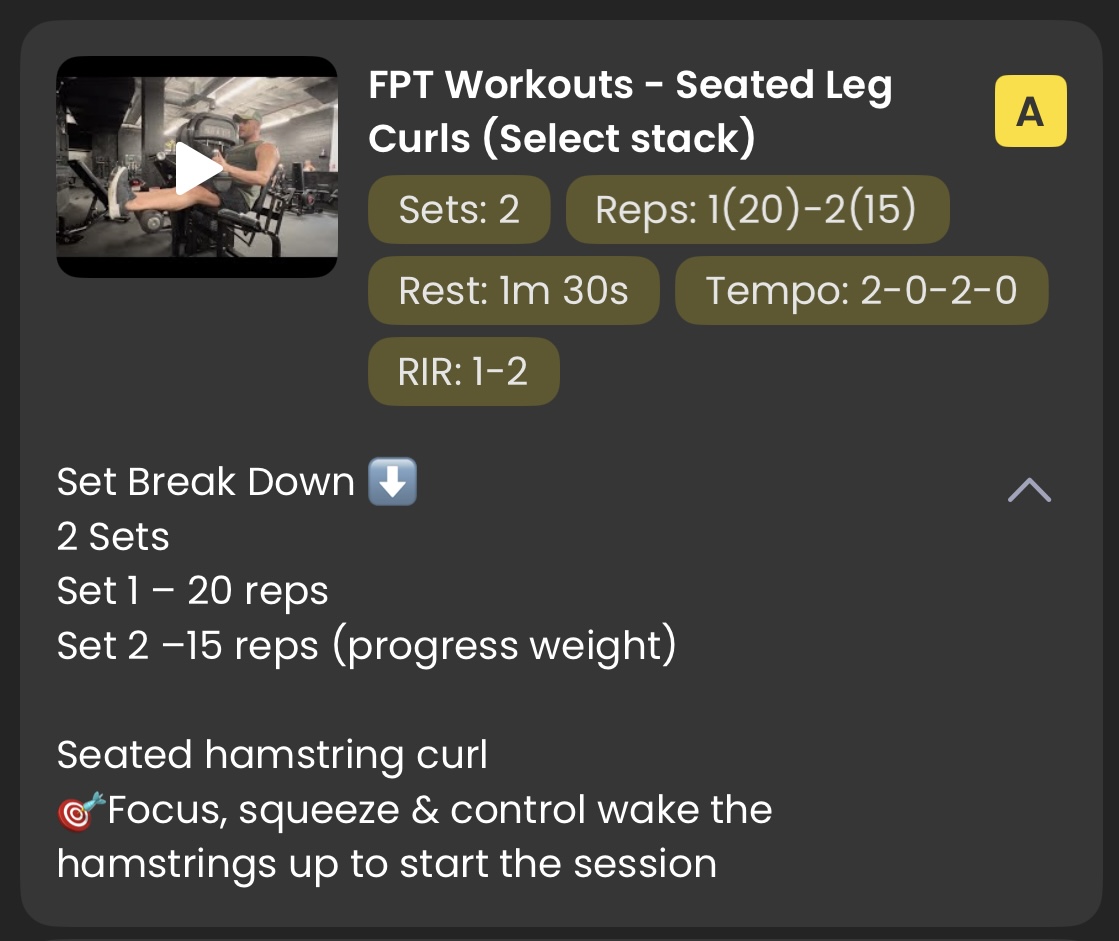 FPT Workouts - Seated Leg
Curls (Select stack)
A
Sets: 2
Reps: 1(20)-2(15)
Rest: 1m 30s
Tempo: 2-0-2-0
RIR: 1-2
Set Break Down ⬇️
2 Sets
Set 1 – 20 reps
Set 2 –15 reps (progress weight)
Seated hamstring curl
🎯Focus, squeeze & control wake the
hamstrings up to start the session